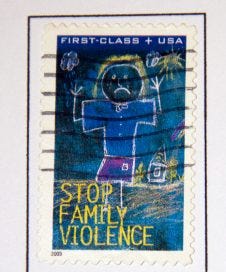 FIRST-CLASS + USA
STOP
FAMILY
VIOLENCE
2003